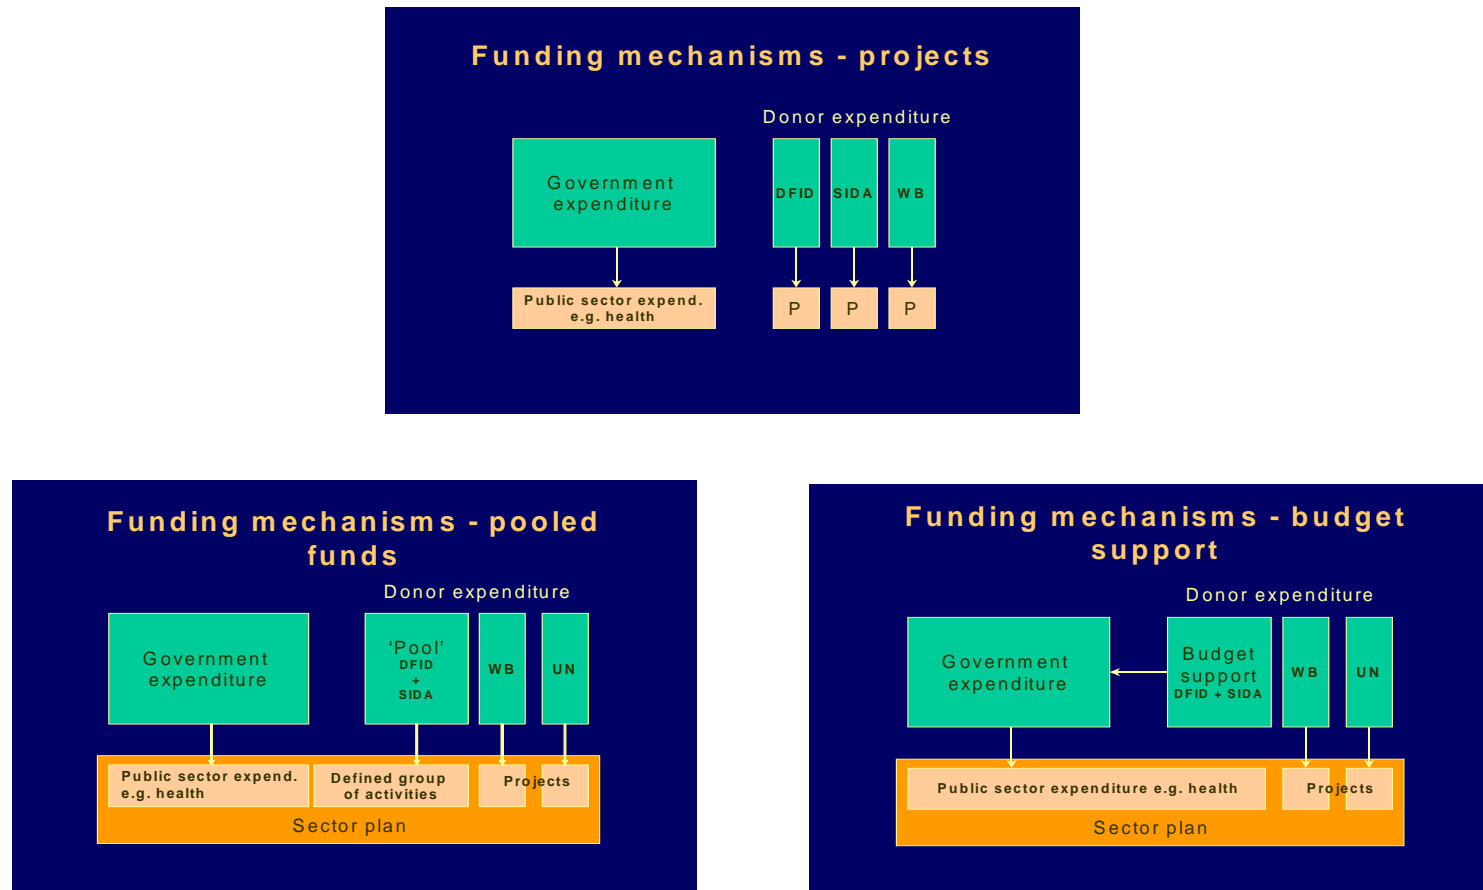 Funding mechanisms - projects
Donor expenditure
Government
expenditure
DFID
SIDA
WB
Public sector expend.
e.g. health
P
P
P
Funding mechanisms - pooled
funds
Donor expenditure
Government
expenditure
‘Pool’
DFID
+
SIDA
WB
UN
Public sector expend.
e.g. health
Defined group
of activities
Projects
Sector plan
Funding mechanisms - budget
support
Donor expenditure
Government
expenditure
Budget
support
DFID + SIDA
WB
UN
Public sector expenditure e.g. health
Projects
Sector plan